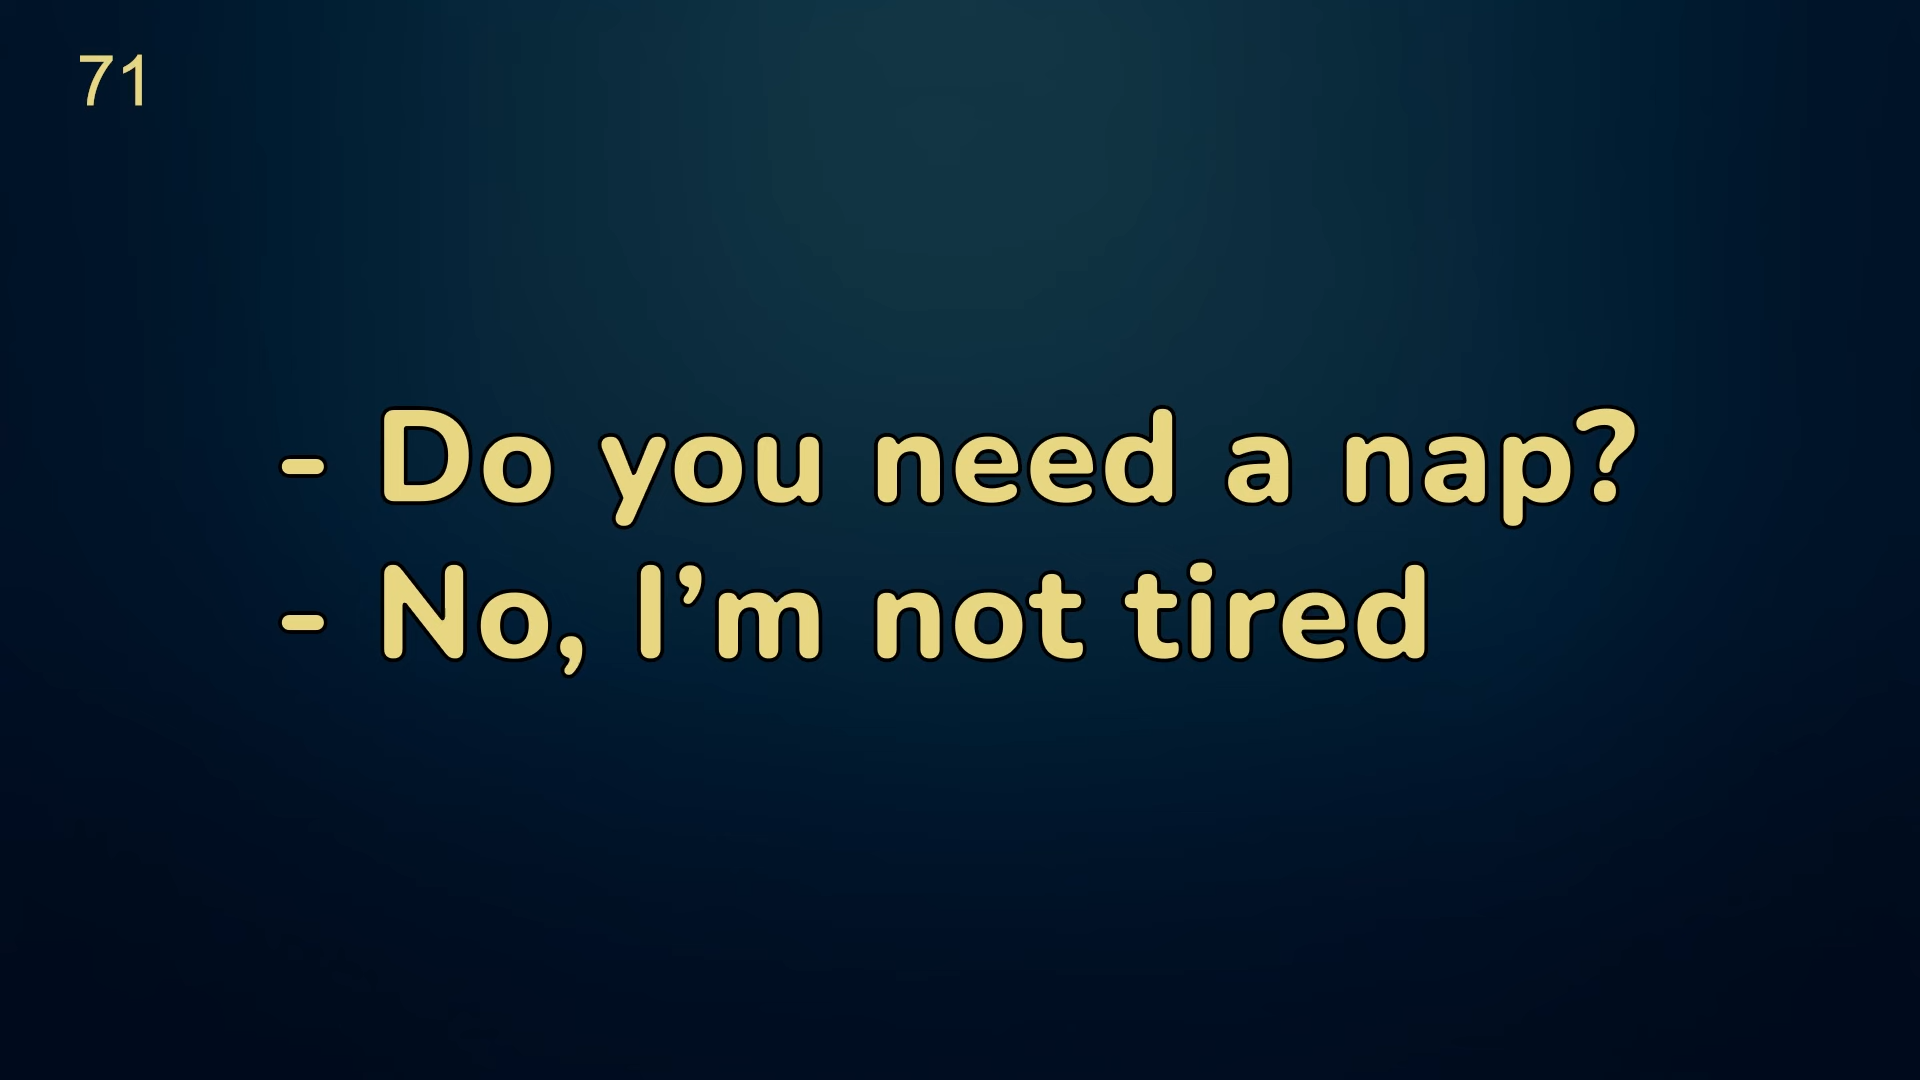 71
- Do you need a nap?
- No, I’m not tired